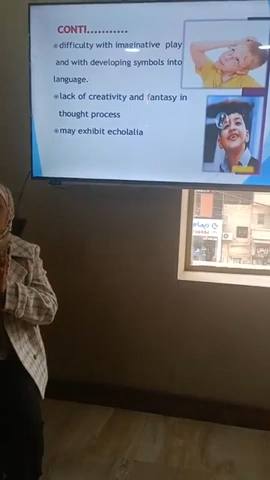 CONTI...........
difficulty with imaginative play
and with developing symbols into
language.
lack of creativity and fantasy in
thought process
may exhibit echolalia